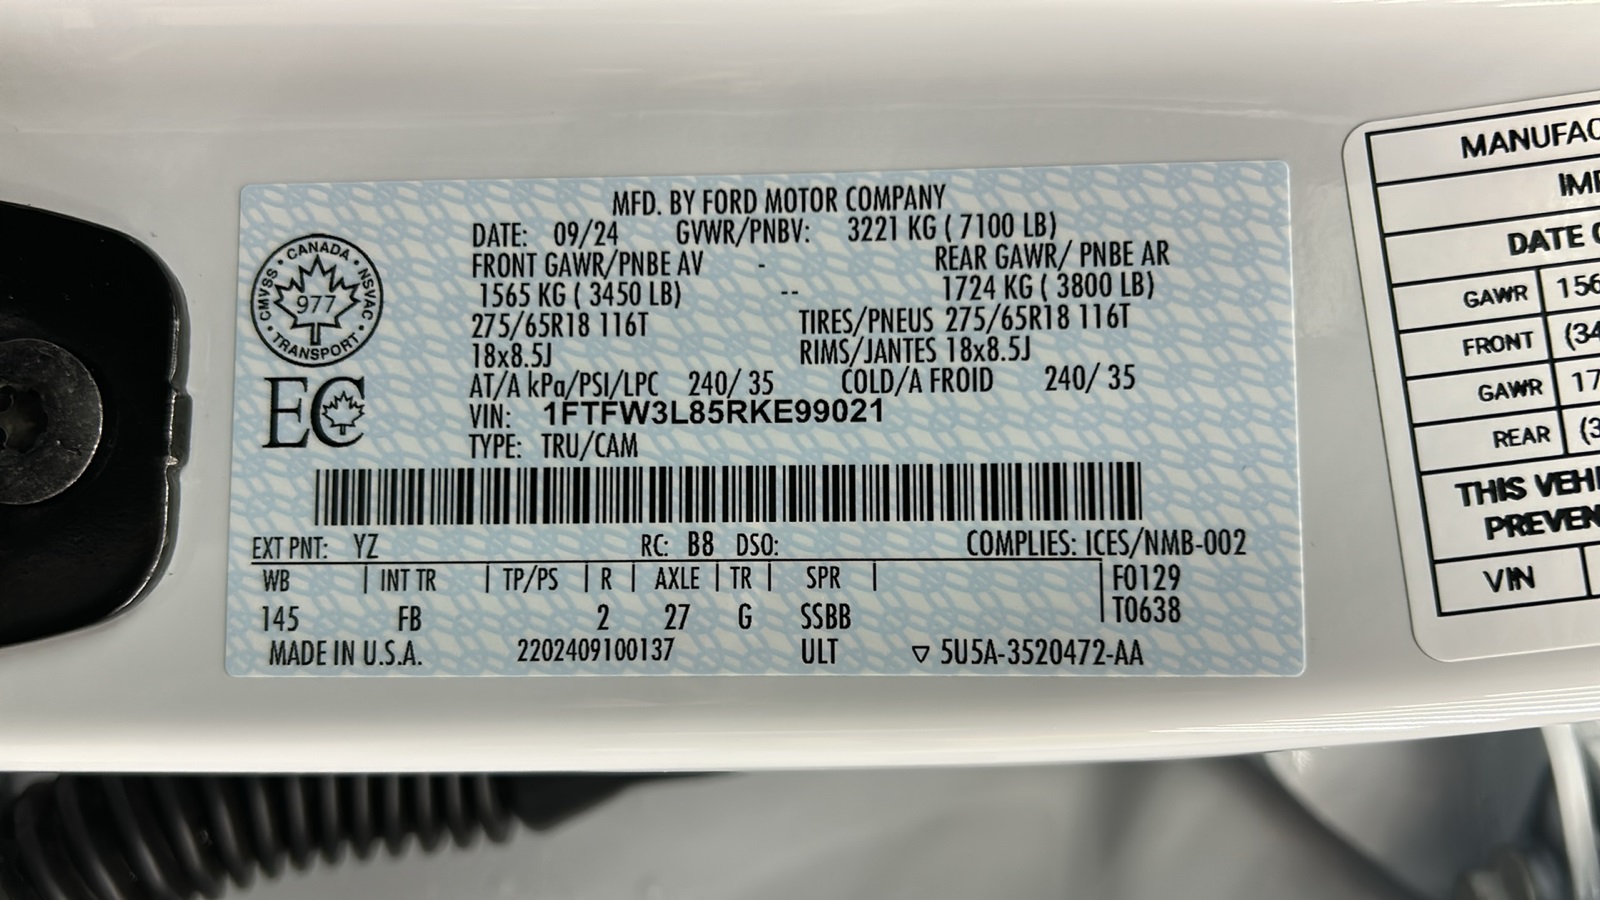 MFD. BY FORD MOTOR COMPANY
DATE: 09/24 GVWR/PNBV: 3221 KG ( 7100 LB)
FRONT GAWR/PNBE AV - REAR GAWR/ PNBE AR
1565 KG ( 3450 LB) -- 1724 KG ( 3800 LB)
275/65R18 116T TIRES/PNEUS 275/65R18 116T
18x8.5J RIMS/JANTES 18x8.5J
AT/A kPa/PSI/LPC 240/ 35 COLD/A FROID 240/ 35
VIN: 1FTFW3L85RKE99021
TYPE: TRU/CAM
CMVSS • CANADA • NSVAC • TRANSPORT •
977
EC
EXT PNT: YZ RC: B8 DSO: COMPLIES: ICES/NMB-002
WB | INT TR | TP/PS | R | AXLE | TR | SPR | F0129
145 FB 2 27 G SSBB T0638
MADE IN U.S.A. 2202409100137 ULT ▽ 5U5A-3520472-AA
MANUFAC
IMP
DATE
GAWR 156
FRONT (34
GAWR 17
REAR (3
THIS VEHI
PREVEN
VIN